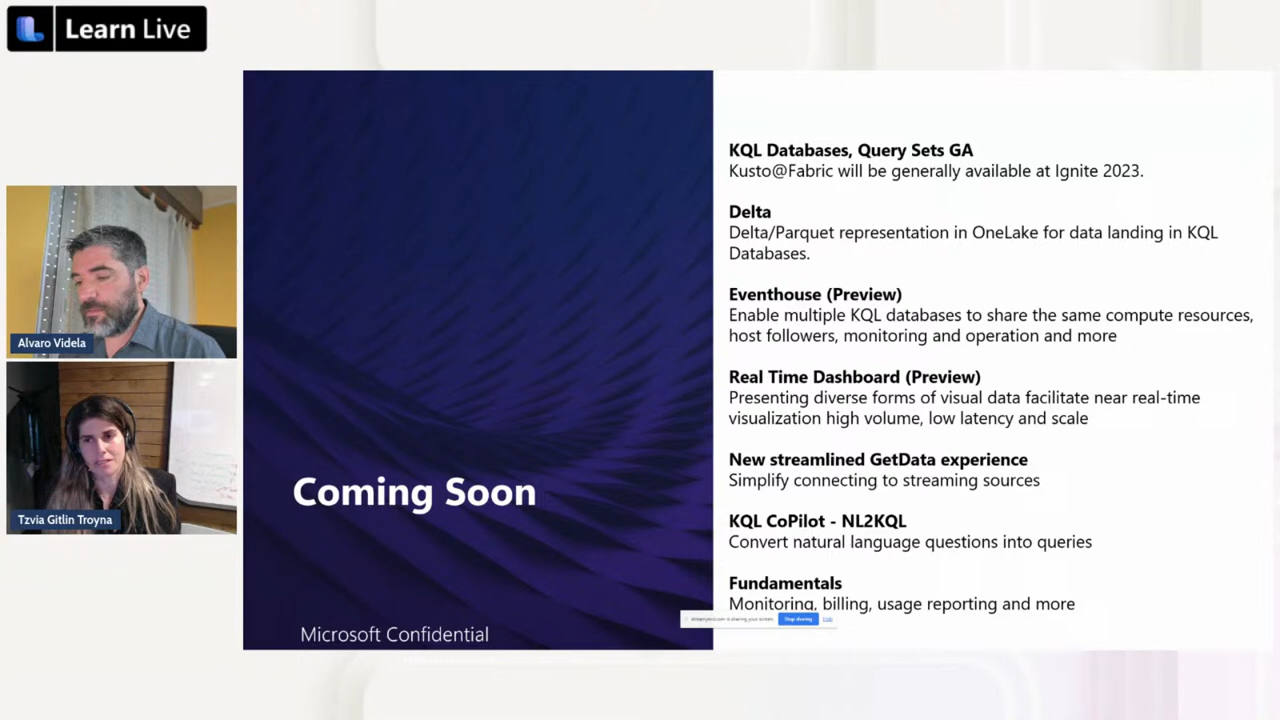 Learn Live
KQL Databases, Query Sets GA
Kusto@Fabric will be generally available at Ignite 2023.
Delta
Delta/Parquet representation in OneLake for data landing in KQL
Databases.
Eventhouse (Preview)
Enable multiple KQL databases to share the same compute resources,
host followers, monitoring and operation and more
Real Time Dashboard (Preview)
Presenting diverse forms of visual data facilitate near real-time
visualization high volume, low latency and scale
New streamlined GetData experience
Simplify connecting to streaming sources
KQL CoPilot - NL2KQL
Convert natural language questions into queries
Fundamentals
Monitoring, billing, usage reporting and more
is sharing your screen.
Stop sharing
Hide
Coming Soon
Microsoft Confidential
Alvaro Videla
Tzvia Gitlin Troyna